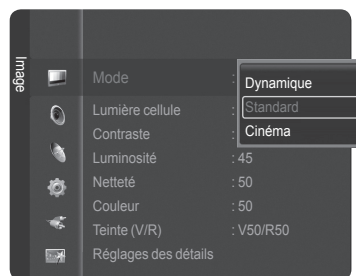 Image
Mode : Dynamique
Standard
Lumière cellule :
Contraste : Cinéma
Luminosité : 45
Netteté : 50
Couleur : 50
Teinte (V/R) : V50/R50
Réglages des détails